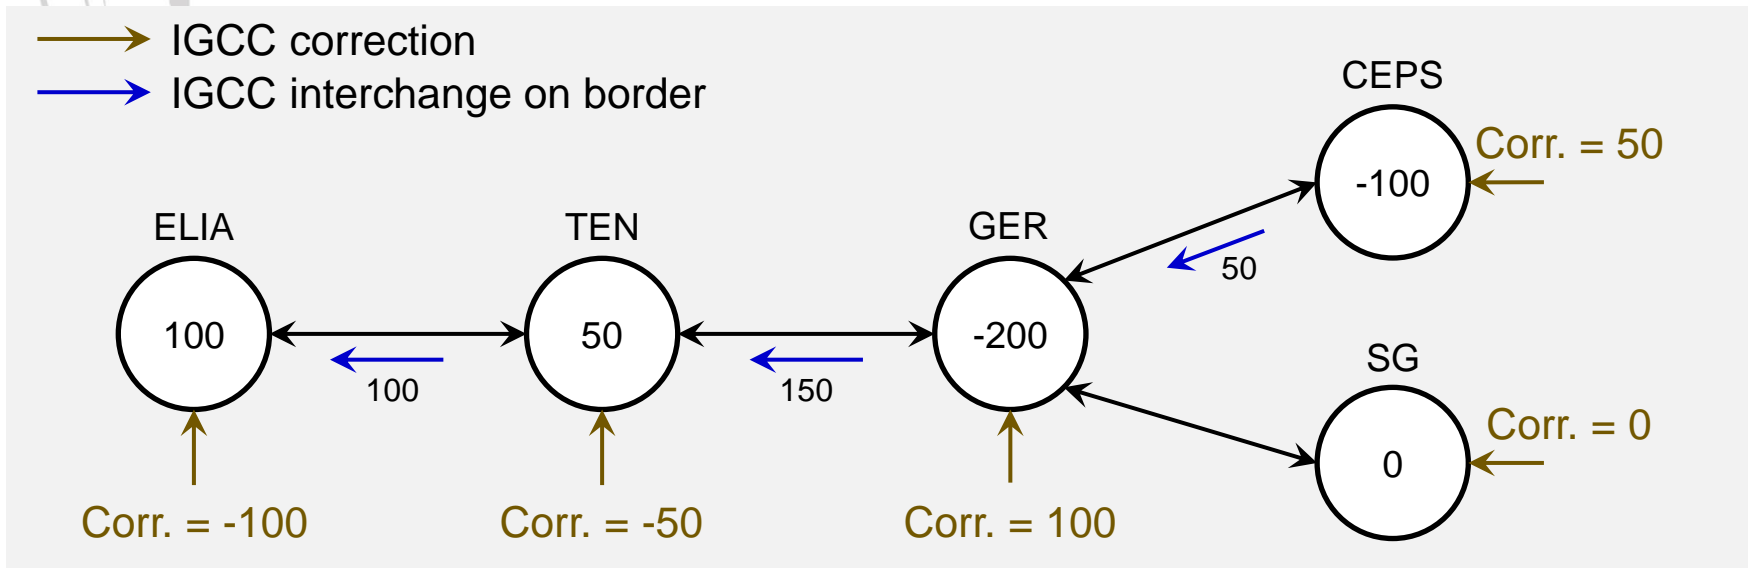 IGCC correction
IGCC interchange on border
CEPS
Corr. = 50
-100
ELIA
TEN
GER
50
100
50
-200
100
150
SG
Corr. = 0
0
Corr. = -100
Corr. = -50
Corr. = 100